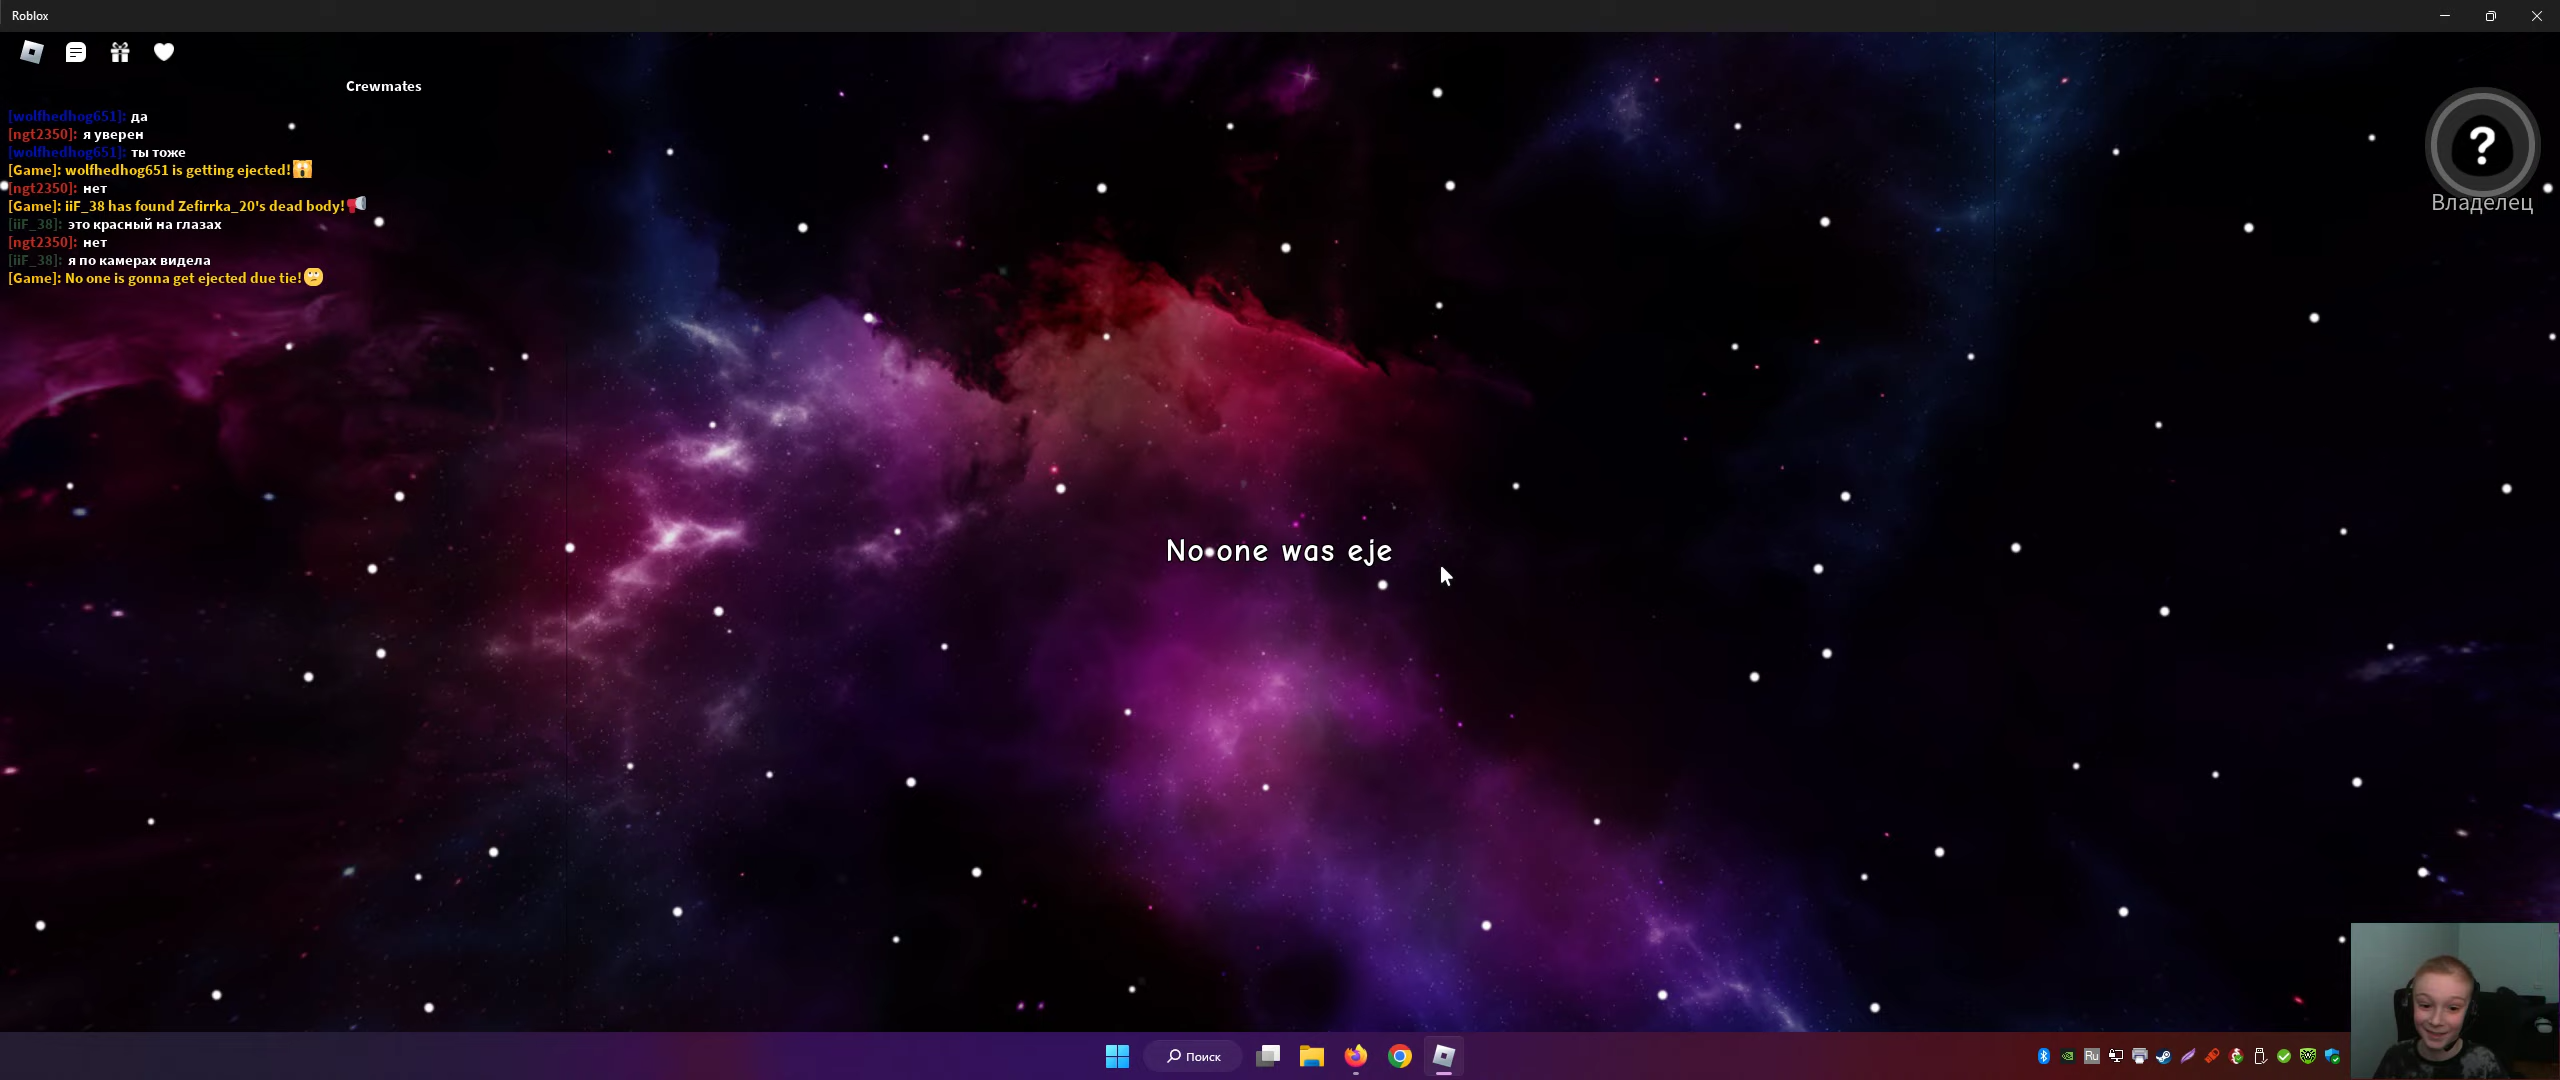 Roblox
Crewmates
[wolfhedhog651]: да
[ngt2350]: я уверен
[wolfhedhog651]: ты тоже
[Game]: wolfhedhog651 is getting ejected!
[ngt2350]: нет
[Game]: iiF_38 has found Zefirrka_20's dead body!
[iiF_38]: это красный на глазах
[ngt2350]: нет
[iiF_38]: я по камерах видела
[Game]: No one is gonna get ejected due tie!
?
Владелец
No one was eje
Поиск
Ru